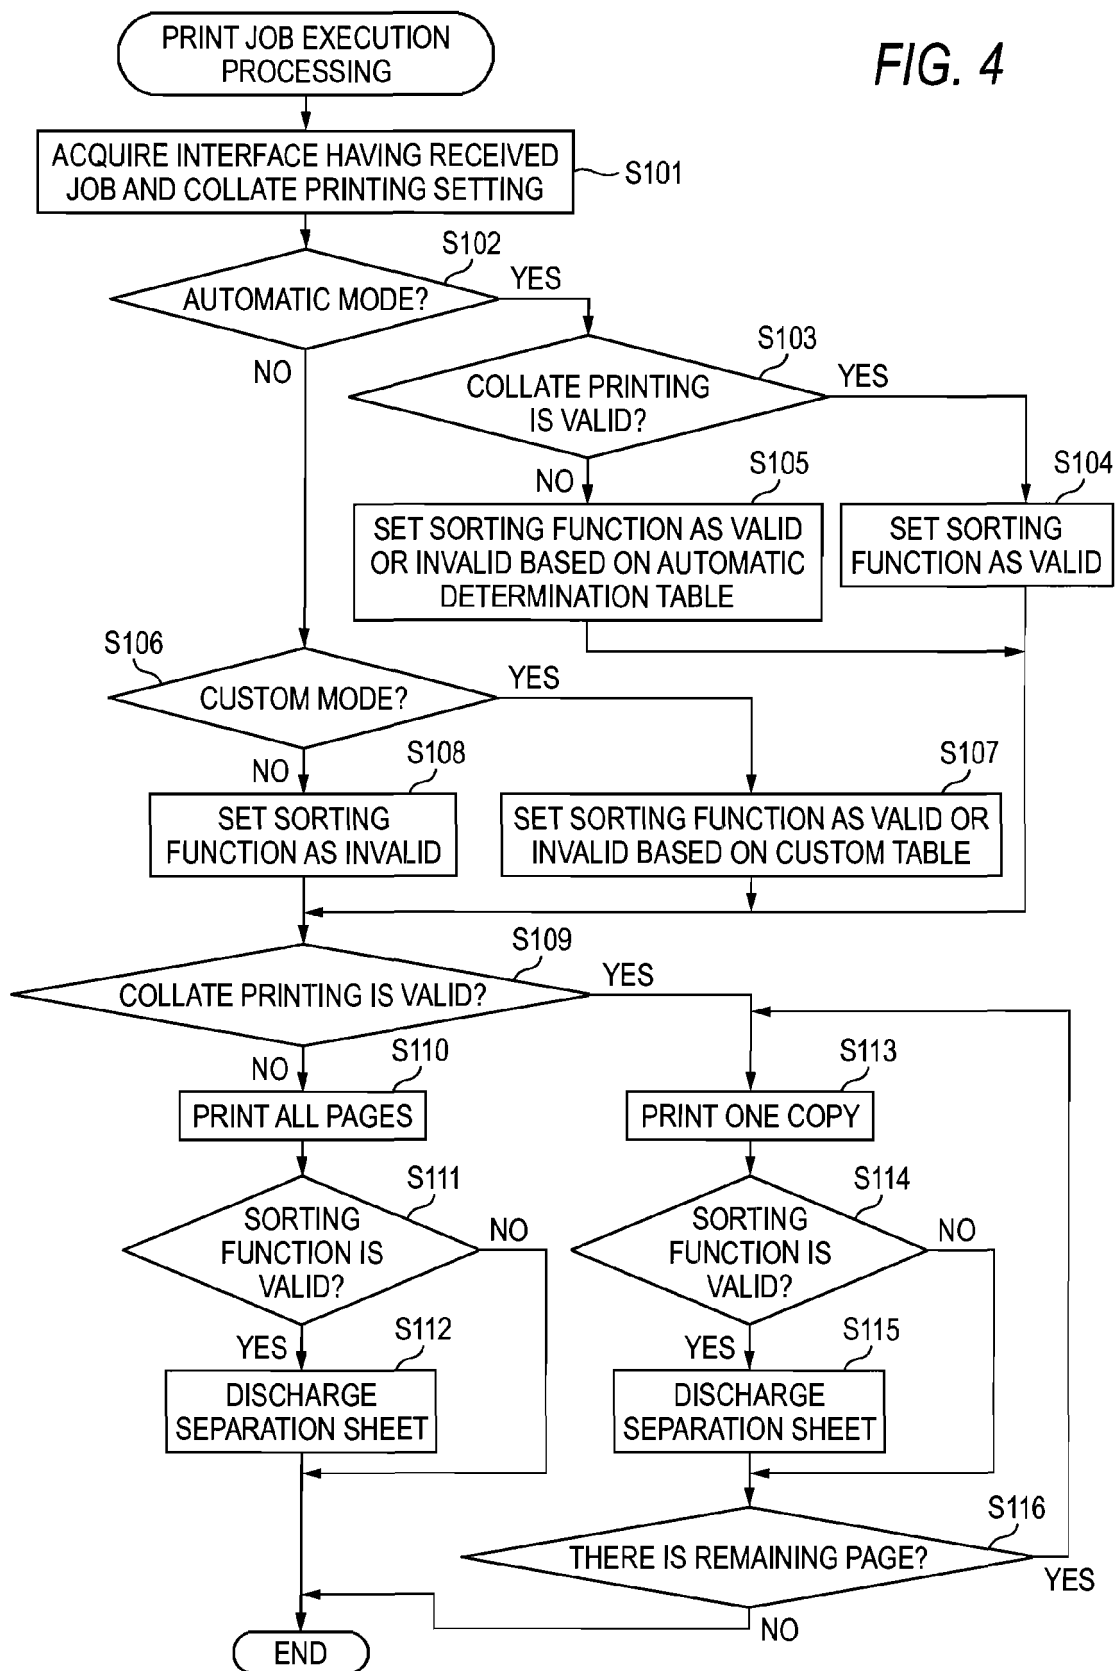 PRINT JOB EXECUTION
PROCESSING
FIG. 4
ACQUIRE INTERFACE HAVING RECEIVED
JOB AND COLLATE PRINTING SETTING
S101
S102
AUTOMATIC MODE?
YES
NO
S103
COLLATE PRINTING
IS VALID?
YES
NO
S105
SET SORTING FUNCTION AS VALID
OR INVALID BASED ON AUTOMATIC
DETERMINATION TABLE
S104
SET SORTING
FUNCTION AS VALID
S106
CUSTOM MODE?
YES
NO
S108
SET SORTING
FUNCTION AS INVALID
S107
SET SORTING FUNCTION AS VALID OR
INVALID BASED ON CUSTOM TABLE
S109
COLLATE PRINTING IS VALID?
YES
NO
S110
PRINT ALL PAGES
S113
PRINT ONE COPY
S111
SORTING
FUNCTION IS
VALID?
NO
YES
S114
SORTING
FUNCTION IS
VALID?
NO
YES
S112
DISCHARGE
SEPARATION SHEET
S115
DISCHARGE
SEPARATION SHEET
S116
THERE IS REMAINING PAGE?
YES
NO
END